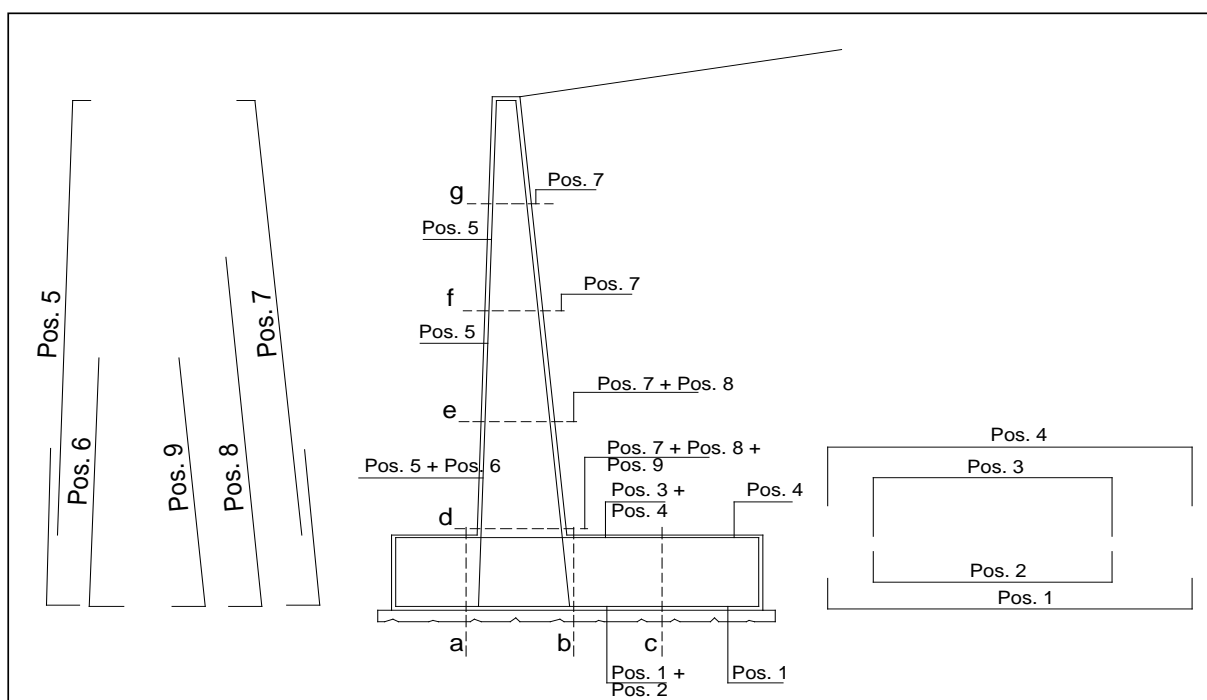 g
Pos. 7
Pos. 5
f
Pos. 7
Pos. 5
e
Pos. 7 + Pos. 8
Pos. 5 + Pos. 6
Pos. 7 + Pos. 8 +
Pos. 9
d
Pos. 3 +
Pos. 4
Pos. 4
a
b
c
Pos. 1 +
Pos. 2
Pos. 1
Pos. 5
Pos. 6
Pos. 9
Pos. 8
Pos. 7
Pos. 4
Pos. 3
Pos. 2
Pos. 1